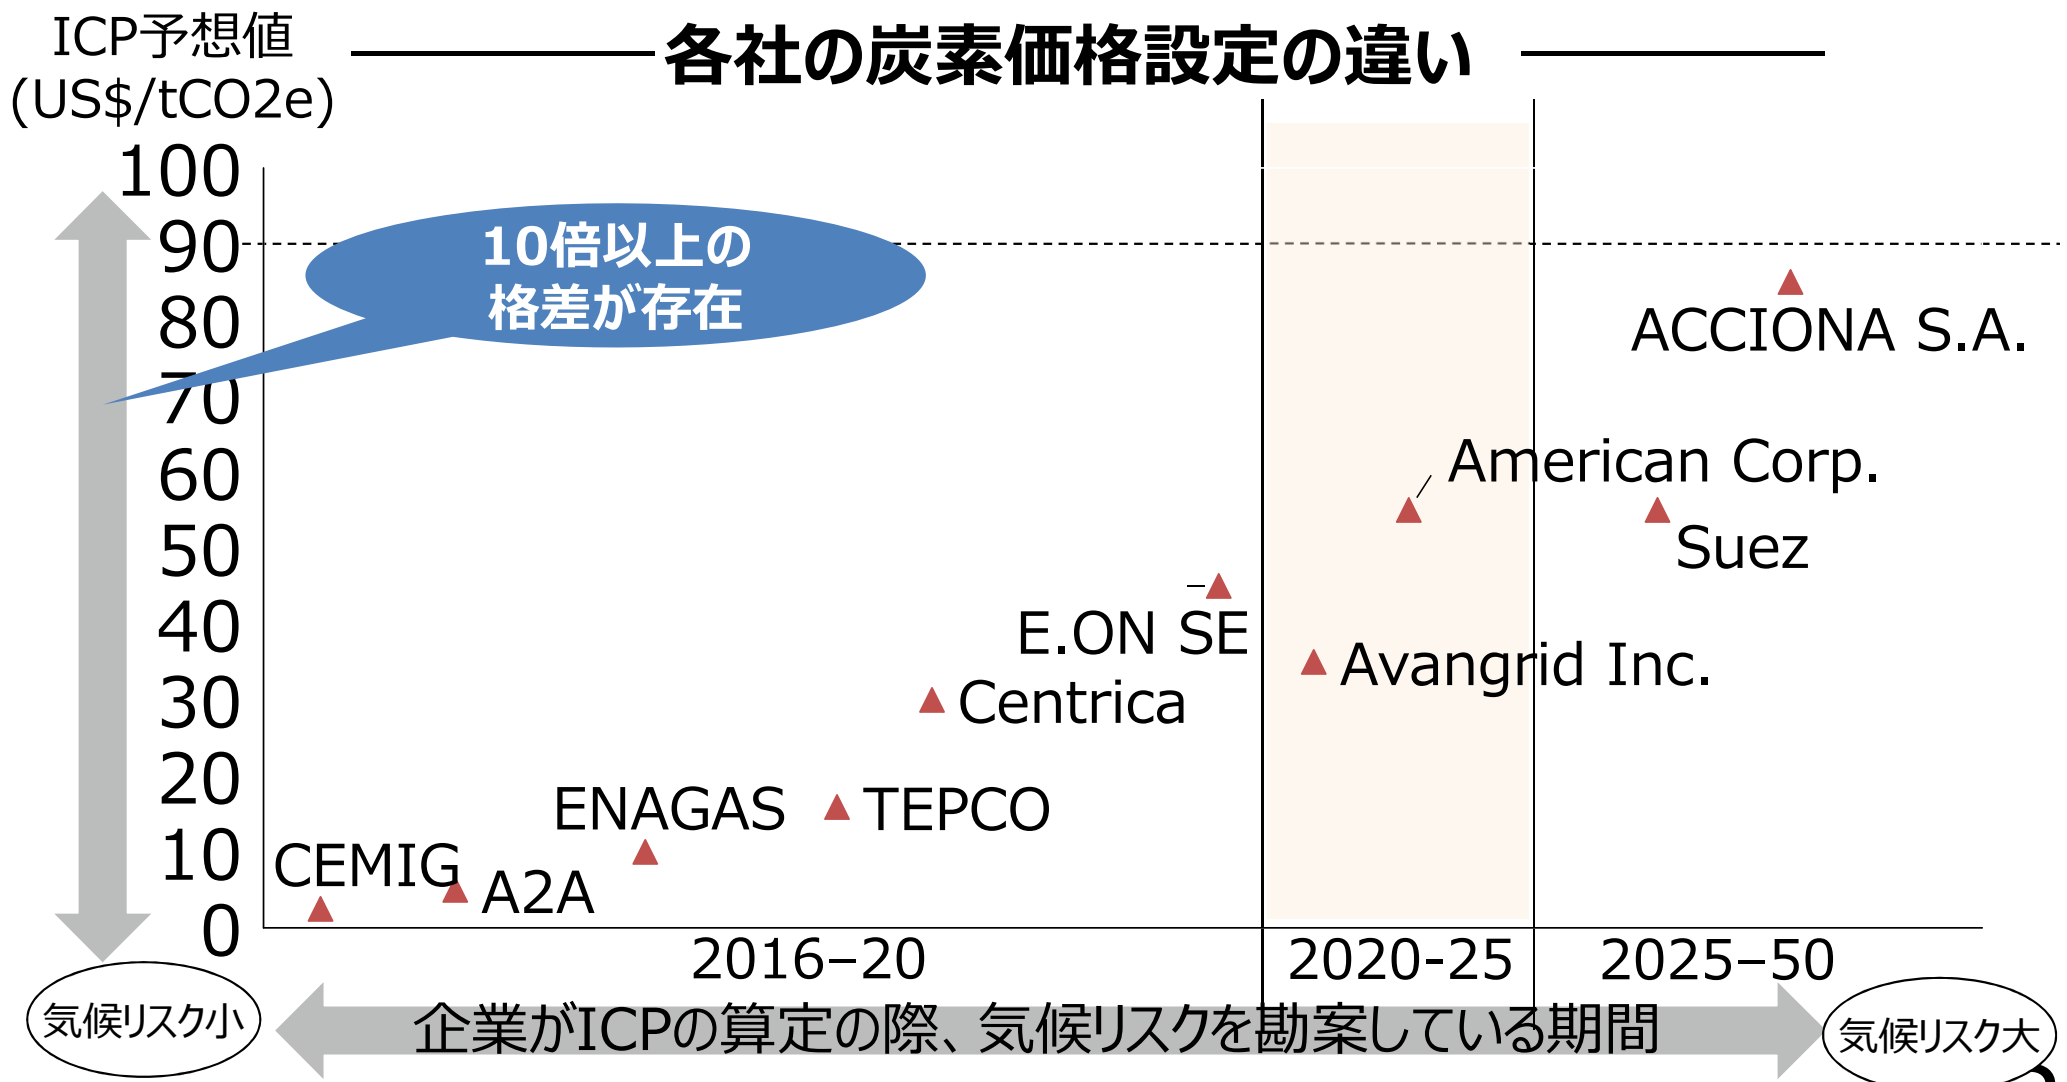 ICP予想値
(US$/tCO2e)
各社の炭素価格設定の違い
100
90
80
70
60
50
40
30
20
10
0
10倍以上の
格差が存在
ACCIONA S.A.
American Corp.
Suez
E.ON SE
Avangrid Inc.
Centrica
ENAGAS
TEPCO
CEMIG
A2A
2016–20
2020-25
2025–50
気候リスク小
企業がICPの算定の際、気候リスクを勘案している期間
気候リスク大